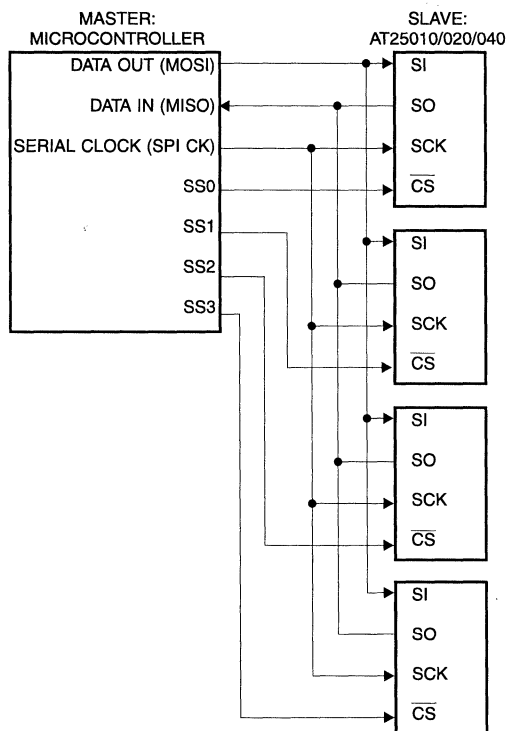 MASTER:
MICROCONTROLLER
SLAVE:
AT25010/020/040
DATA OUT (MOSI)
DATA IN (MISO)
SERIAL CLOCK (SPI CK)
SS0
SS1
SS2
SS3
SI
SO
SCK
CS
SI
SO
SCK
CS
SI
SO
SCK
CS
SI
SO
SCK
CS